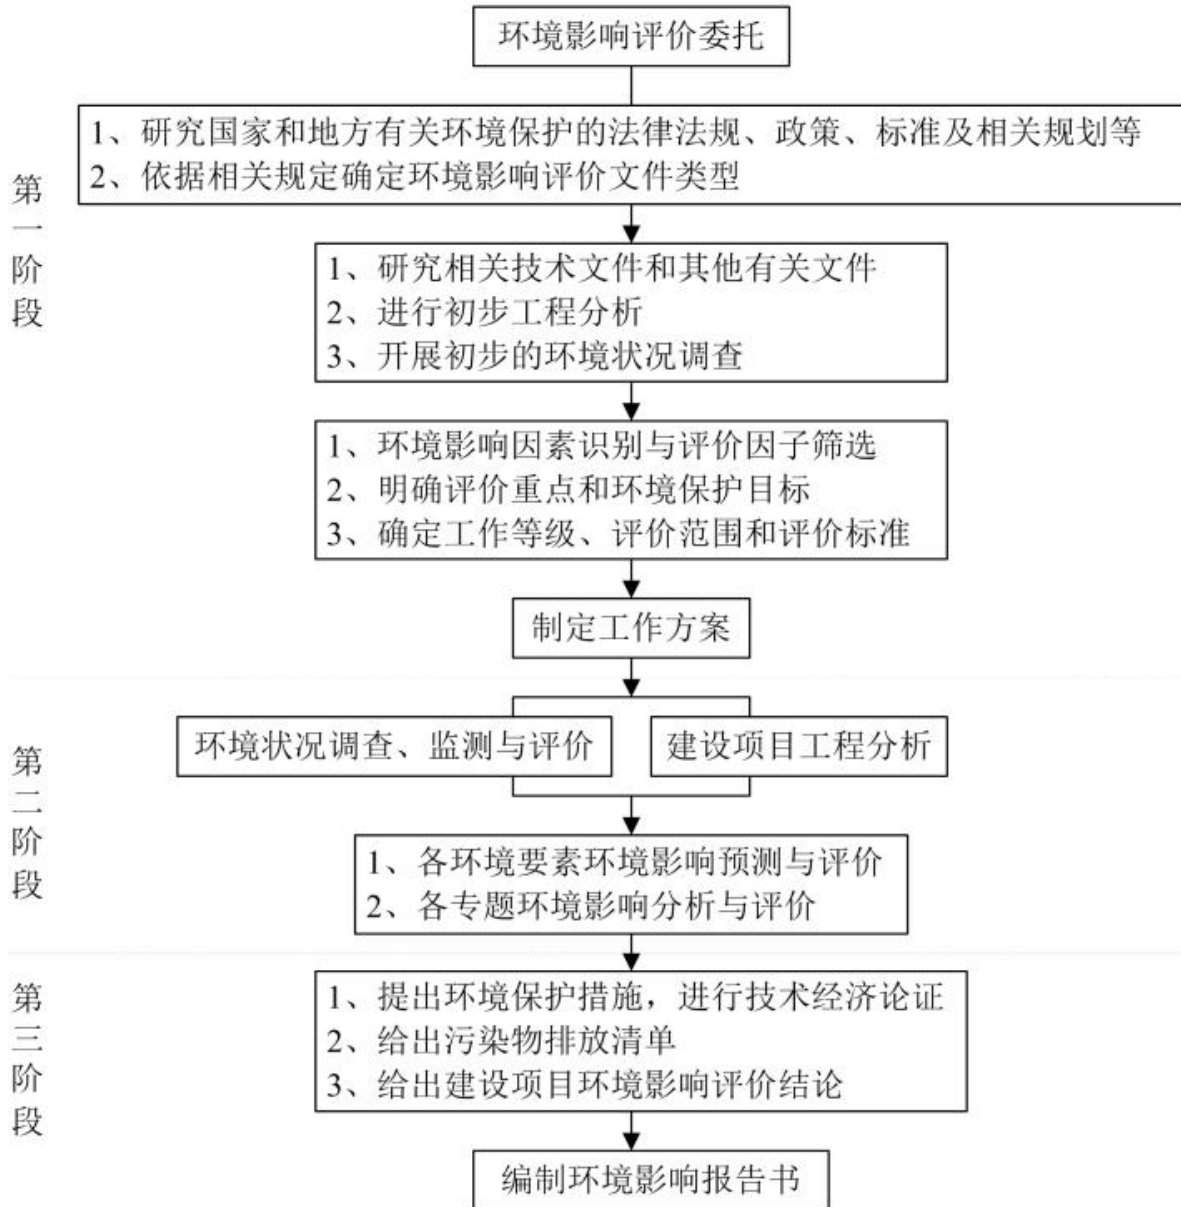 环境影响评价委托
1、研究国家和地方有关环境保护的法律法规、政策、标准及相关规划等
2、依据相关规定确定环境影响评价文件类型
第一阶段
1、研究相关技术文件和其他有关文件
2、进行初步工程分析
3、开展初步的环境状况调查
1、环境影响因素识别与评价因子筛选
2、明确评价重点和环境保护目标
3、确定工作等级、评价范围和评价标准
制定工作方案
第二阶段
环境状况调查、监测与评价
建设项目工程分析
1、各环境要素环境影响预测与评价
2、各专题环境影响分析与评价
第三阶段
1、提出环境保护措施，进行技术经济论证
2、给出污染物排放清单
3、给出建设项目环境影响评价结论
编制环境影响报告书